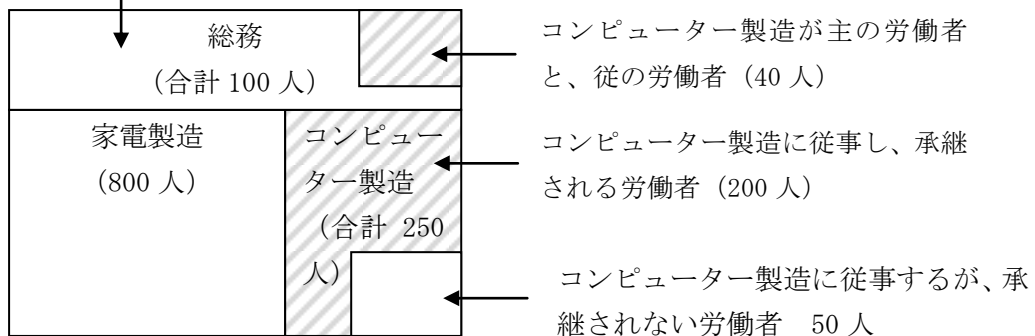 総務
（合計 100 人）
コンピューター製造が主の労働者
と、従の労働者（40 人）
家電製造
（800 人）
コンピュー
ター製造
（合計 250
人）
コンピューター製造に従事し、承継
される労働者（200 人）
コンピューター製造に従事するが、承
継されない労働者　50 人